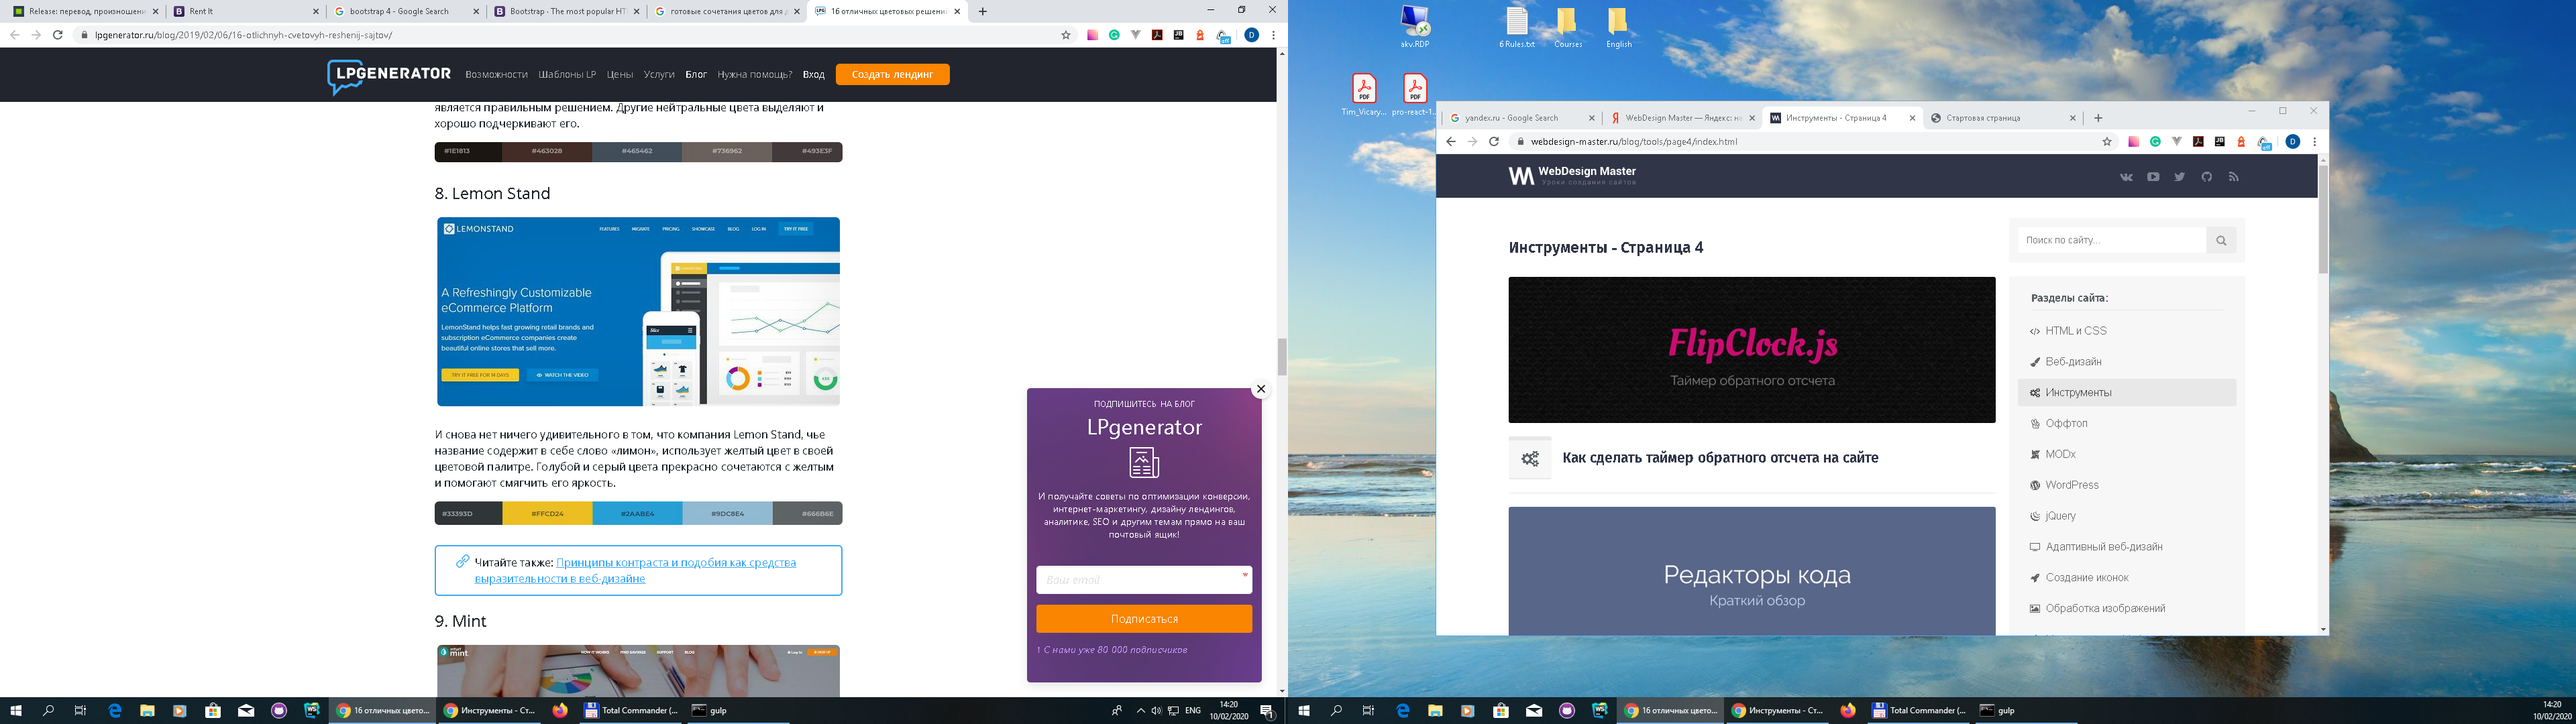 Release: перевод, произношени
Rent It
bootstrap 4 - Google Search
Bootstrap · The most popular HT
готовые сочетания цветов для д
16 отличных цветовых решени
lpgenerator.ru/blog/2019/02/06/16-otlichnyh-cvetovyh-reshenij-sajtov/
LPGENERATOR
Возможности
Шаблоны LP
Цены
Услуги
Блог
Нужна помощь?
Вход
Создать лендинг
является правильным решением. Другие нейтральные цвета выделяют и
хорошо подчеркивают его.
#1E1813
#463028
#465462
#736962
#493E3F
8. Lemon Stand
LEMONSTAND
FEATURES
MIGRATE
PRICING
SHOWCASE
BLOG
LOG IN
TRY IT FREE
A Refreshingly Customizable
eCommerce Platform
LemonStand helps fast growing retail brands and
subscription eCommerce companies create
beautiful online stores that sell more.
TRY IT FREE FOR 14 DAYS
WATCH THE VIDEO
И снова нет ничего удивительного в том, что компания Lemon Stand, чье
название содержит в себе слово «лимон», использует желтый цвет в своей
цветовой палитре. Голубой и серый цвета прекрасно сочетаются с желтым
и помогают смягчить его яркость.
#33393D
#FFCD24
#2AABE4
#9DC8E4
#666B6E
Читайте также: Принципы контраста и подобия как средства
выразительности в веб-дизайне
9. Mint
mint
HOW IT WORKS
SUPPORT
BLOG
ПОДПИШИТЕСЬ НА БЛОГ
LPgenerator
И получайте советы по оптимизации конверсии,
интернет-маркетингу, дизайну лендингов,
аналитике, SEO и другим темам прямо на ваш
почтовый ящик!
Ваш email
*
Подписаться
↑ С нами уже 80 000 подписчиков
16 отличных цвето...
Инструменты - Ст...
Total Commander (...
gulp
ENG
14:20
10/02/2020
akv.RDP
6 Rules.txt
Courses
English
Tim_Vicary...
pro-react-1...
yandex.ru - Google Search
WebDesign Master — Яндекс: на
Инструменты - Страница 4
Стартовая страница
webdesign-master.ru/blog/tools/page4/index.html
WebDesign Master
Уроки создания сайтов
Инструменты - Страница 4
FlipClock.js
Таймер обратного отсчета
Как сделать таймер обратного отсчета на сайте
Редакторы кода
Краткий обзор
Поиск по сайту...
Разделы сайта:
HTML и CSS
Веб-дизайн
Инструменты
Оффтоп
MODx
WordPress
jQuery
Адаптивный веб-дизайн
Создание иконок
Обработка изображений
16 отличных цвето...
Инструменты - Ст...
Total Commander (...
gulp
14:20
10/02/2020